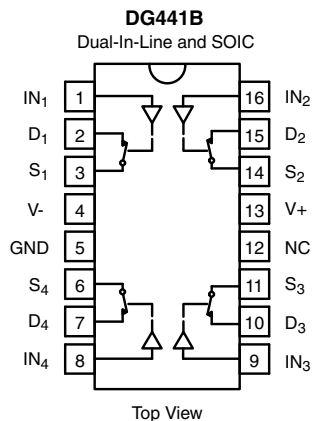 DG441B
Dual-In-Line and SOIC
IN1 1 16 IN2
D1 2 15 D2
S1 3 14 S2
V- 4 13 V+
GND 5 12 NC
S4 6 11 S3
D4 7 10 D3
IN4 8 9 IN3
Top View